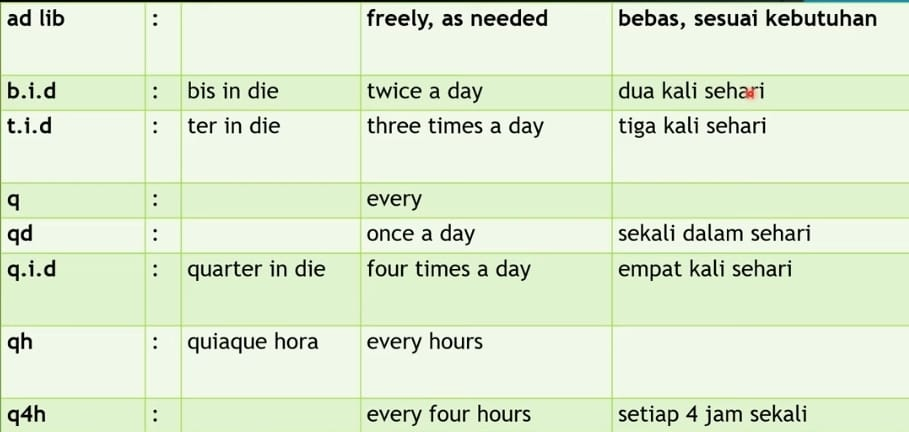 ad lib : freely, as needed bebas, sesuai kebutuhan
b.i.d : bis in die twice a day dua kali sehari
t.i.d : ter in die three times a day tiga kali sehari
q : every
qd : once a day sekali dalam sehari
q.i.d : quarter in die four times a day empat kali sehari
qh : quiaque hora every hours
q4h : every four hours setiap 4 jam sekali